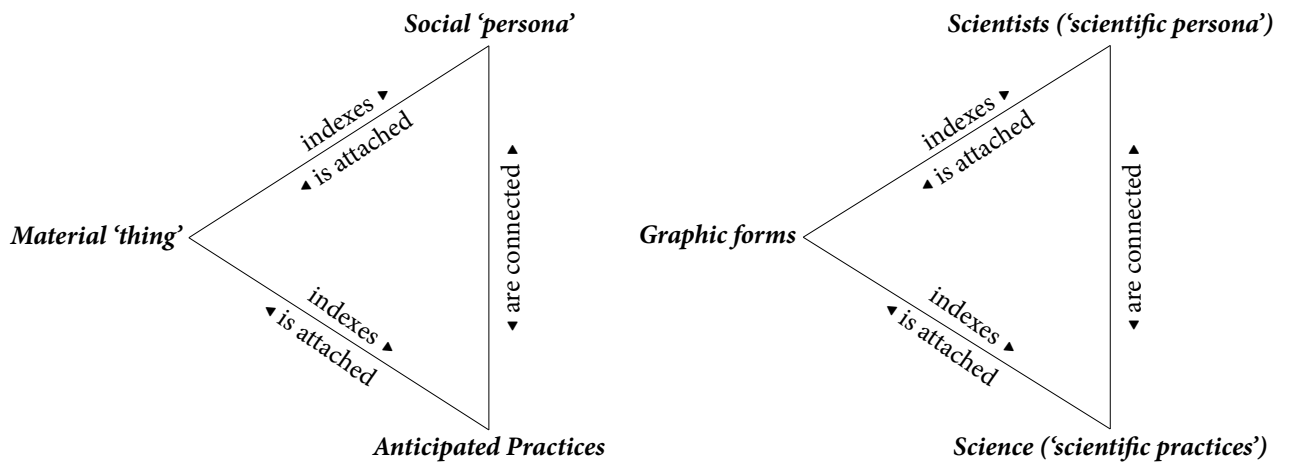 Social ‘persona’
indexes ▲
▲ is attached
Material ‘thing’
▲ are connected ▲
indexes ▲
▲ is attached
Anticipated Practices
Scientists (‘scientific persona’)
indexes ▲
▲ is attached
Graphic forms
▲ are connected ▲
indexes ▲
▲ is attached
Science (‘scientific practices’)